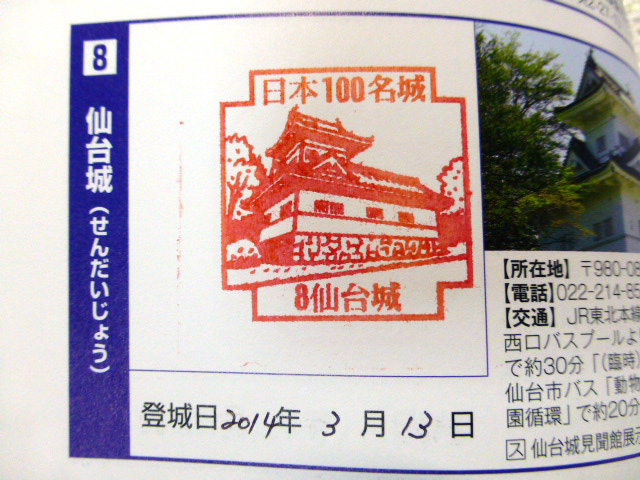 8
仙台城(せんだいじょう)
日本100名城
8仙台城
登城日2014年 3 月 13 日
【所在地】〒980-08
【電話】022-214-8
【交通】JR東北本線
西口バスプールよ
で約30分「(臨時)
仙台市バス「動物
園循環」で約20分
ス 仙台城見聞館展示